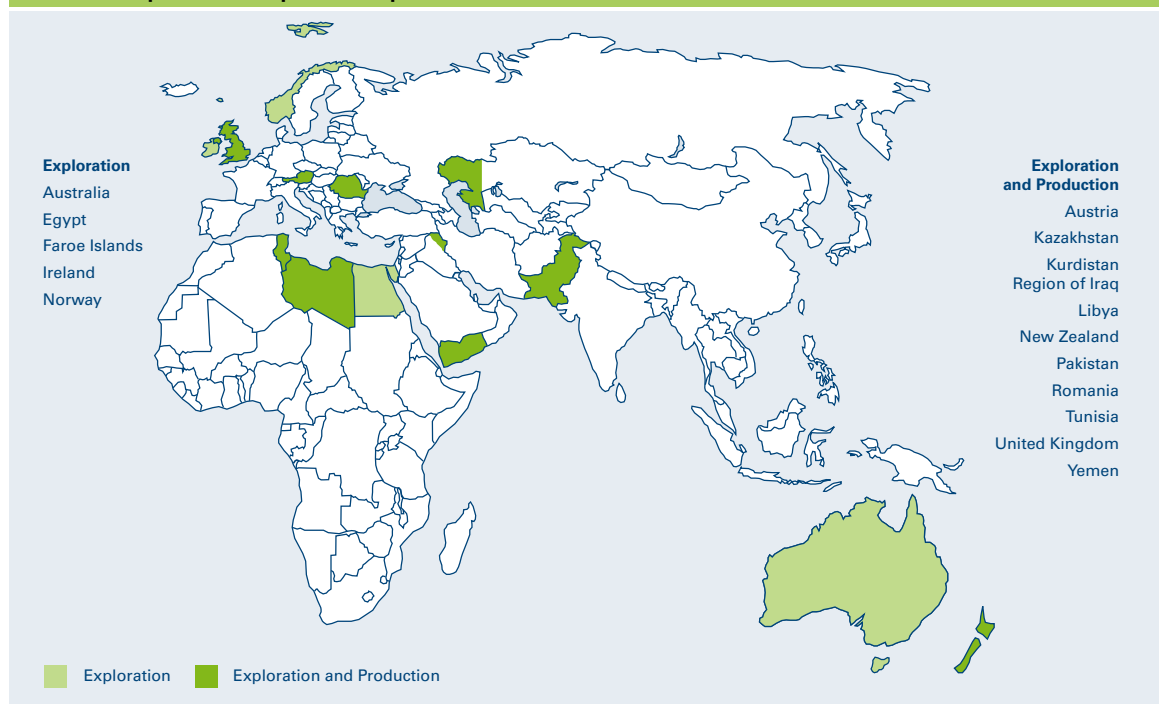 Exploration
Australia
Egypt
Faroe Islands
Ireland
Norway
Exploration
and Production
Austria
Kazakhstan
Kurdistan
Region of Iraq
Libya
New Zealand
Pakistan
Romania
Tunisia
United Kingdom
Yemen
Exploration
Exploration and Production